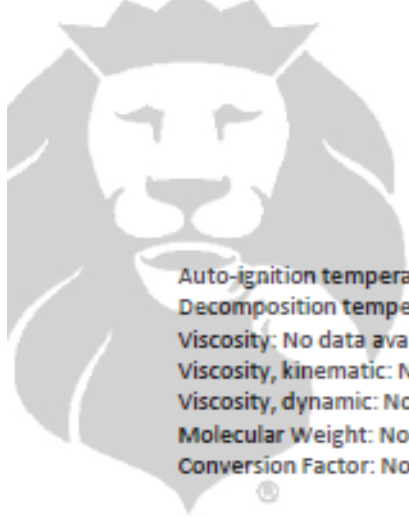 Auto-ignition tempera
Decomposition tempe
Viscosity: No data ava
Viscosity, kinematic: N
Viscosity, dynamic: No
Molecular Weight: No
Conversion Factor: No
®